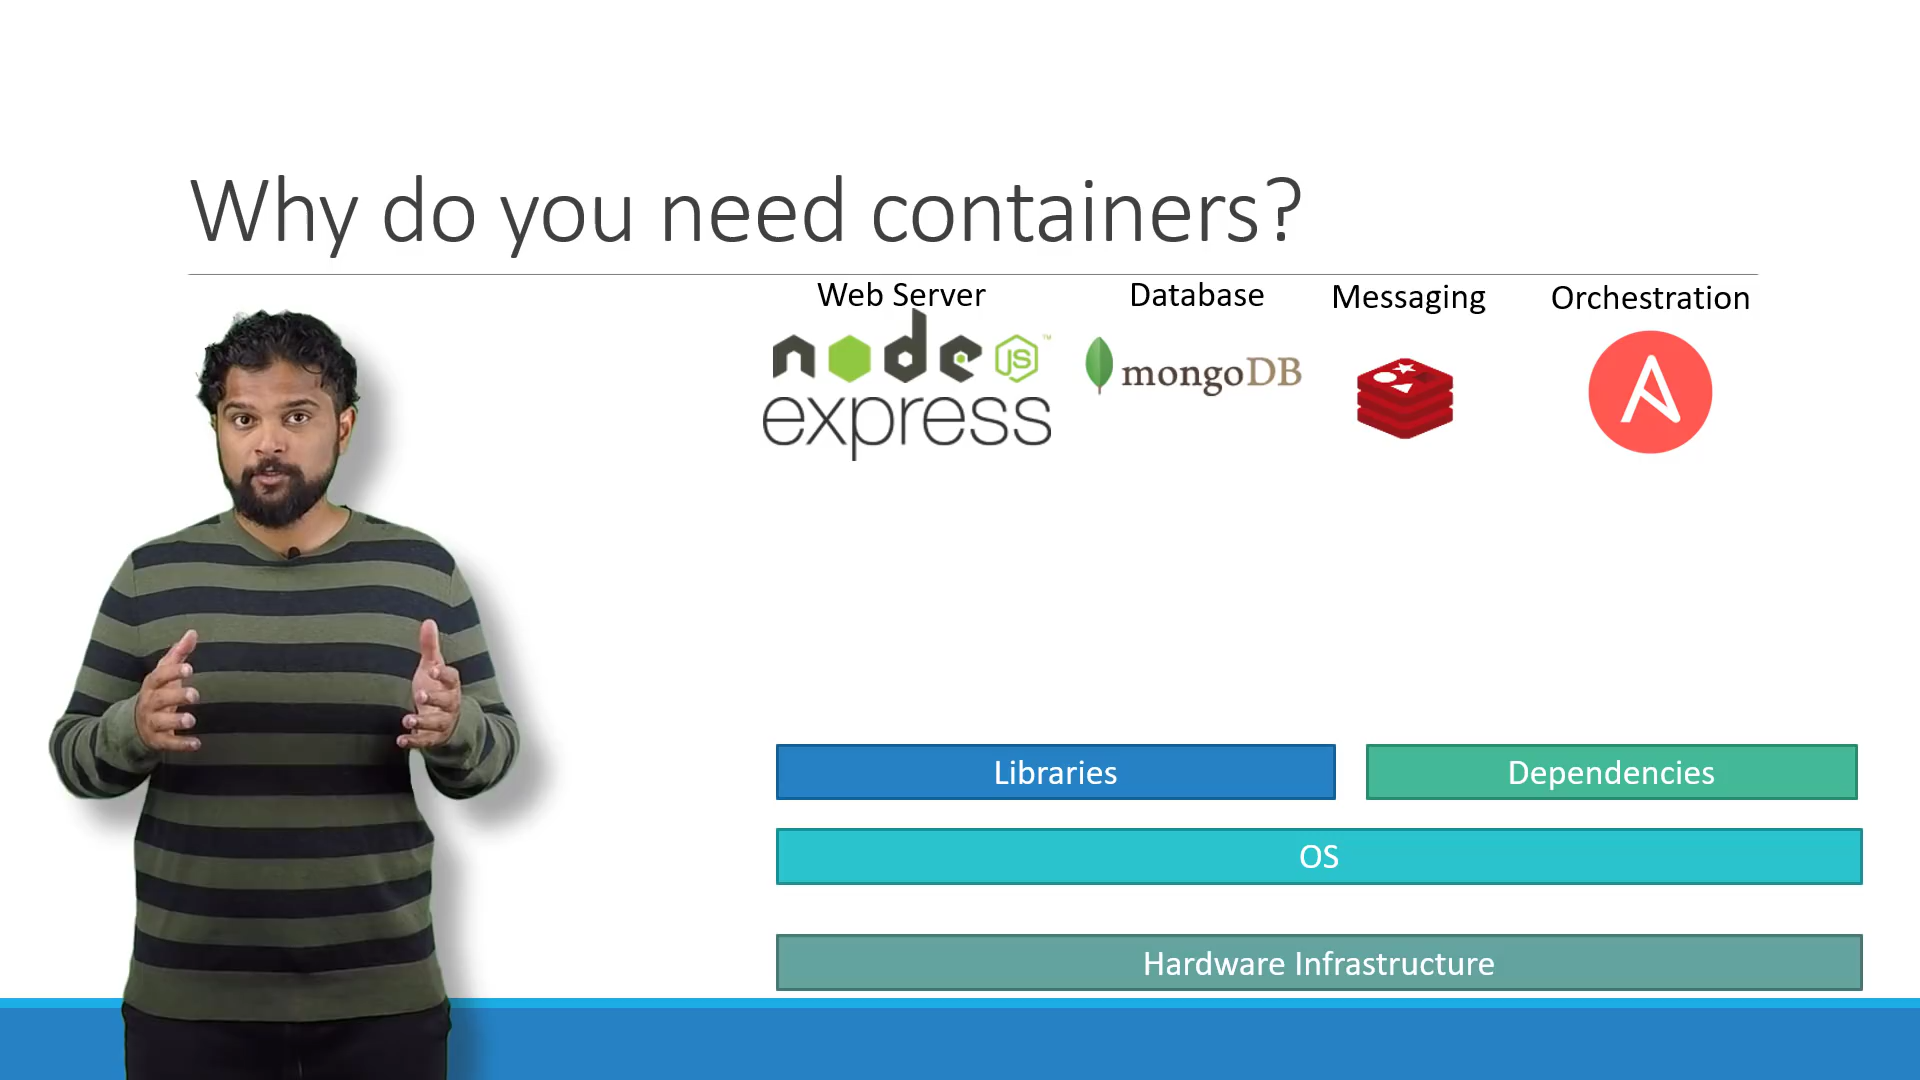 Why do you need containers?
Web Server
Database
Messaging
Orchestration
node JS ™
express
mongoDB
A
Libraries
Dependencies
OS
Hardware Infrastructure